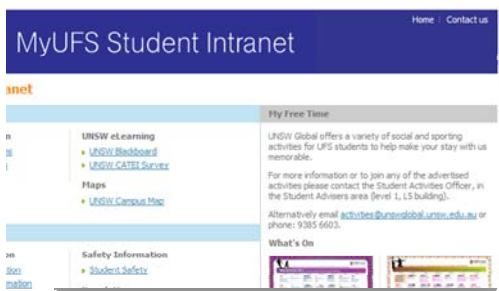 Home | Contact us
MyUFS Student Intranet
anet
My Free Time
UNSW eLearning
UNSW Blackboard
UNSW CATEI Survey
Maps
UNSW Campus Map
UNSW Global offers a variety of social and sporting
activities for UFS students to help make your stay with us
memorable.
For more information or to join any of the advertised
activities please contact the Student Activities Officer, in
the Student Advisers area (level 1, L5 building).
Alternatively email activities@unswglobal.unsw.edu.au or
phone: 9385 6603.
What's On
Safety Information
Student Safety